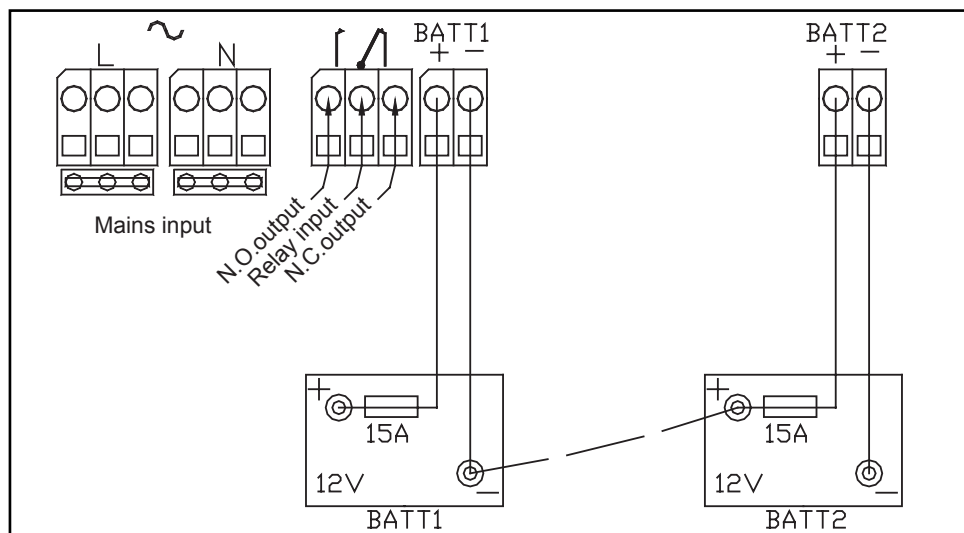 BATT1
BATT2
L
N
+ −
+ −
Mains input
N.O.output
Relay input
N.C.output
+
15A
12V
−
BATT1
+
15A
12V
−
BATT2